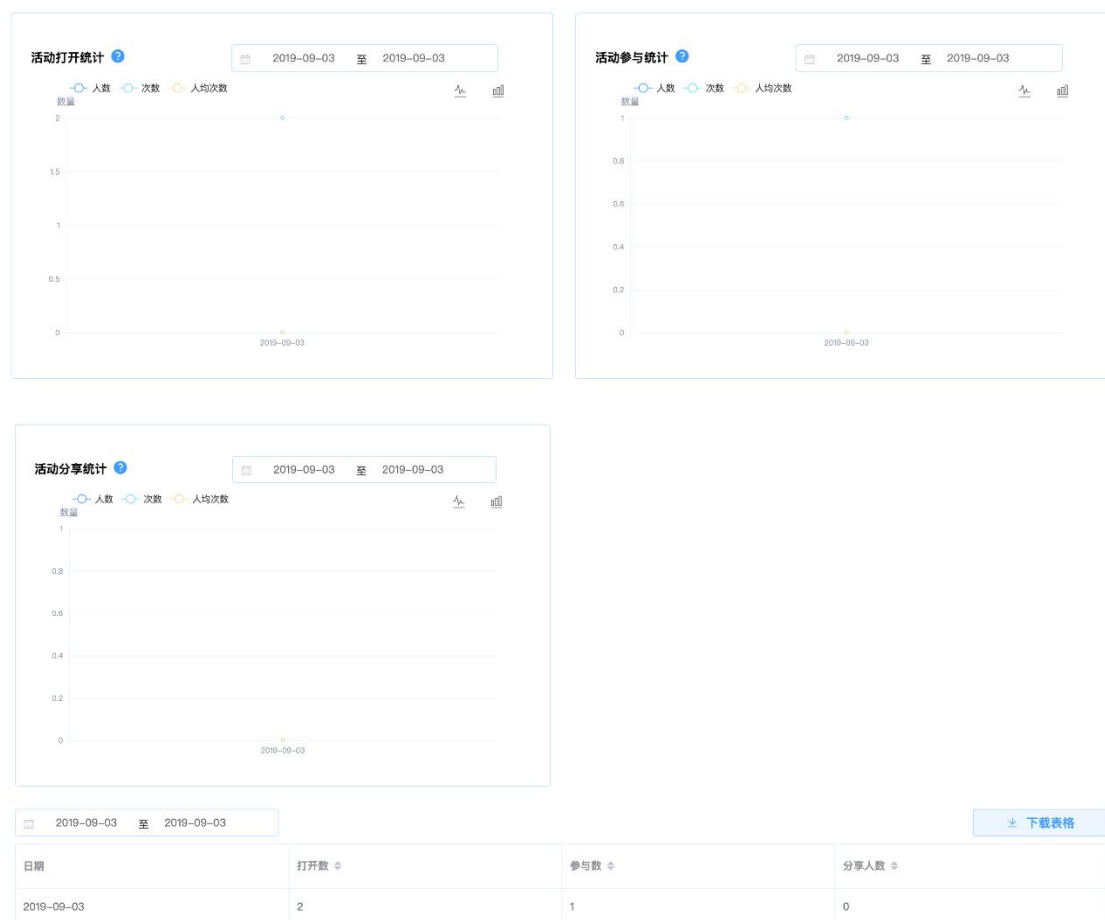 活动打开统计 ? 2019-09-03 至 2019-09-03
人数 次数 人均次数
数量
2
1.5
1
0.5
0
2019-09-03
活动参与统计 ? 2019-09-03 至 2019-09-03
人数 次数 人均次数
数量
1
0.8
0.6
0.4
0.2
0
2019-09-03
活动分享统计 ? 2019-09-03 至 2019-09-03
人数 次数 人均次数
数量
1
0.8
0.6
0.4
0.2
0
2019-09-03
2019-09-03 至 2019-09-03 下载表格
日期 打开数 参与数 分享人数
2019-09-03 2 1 0